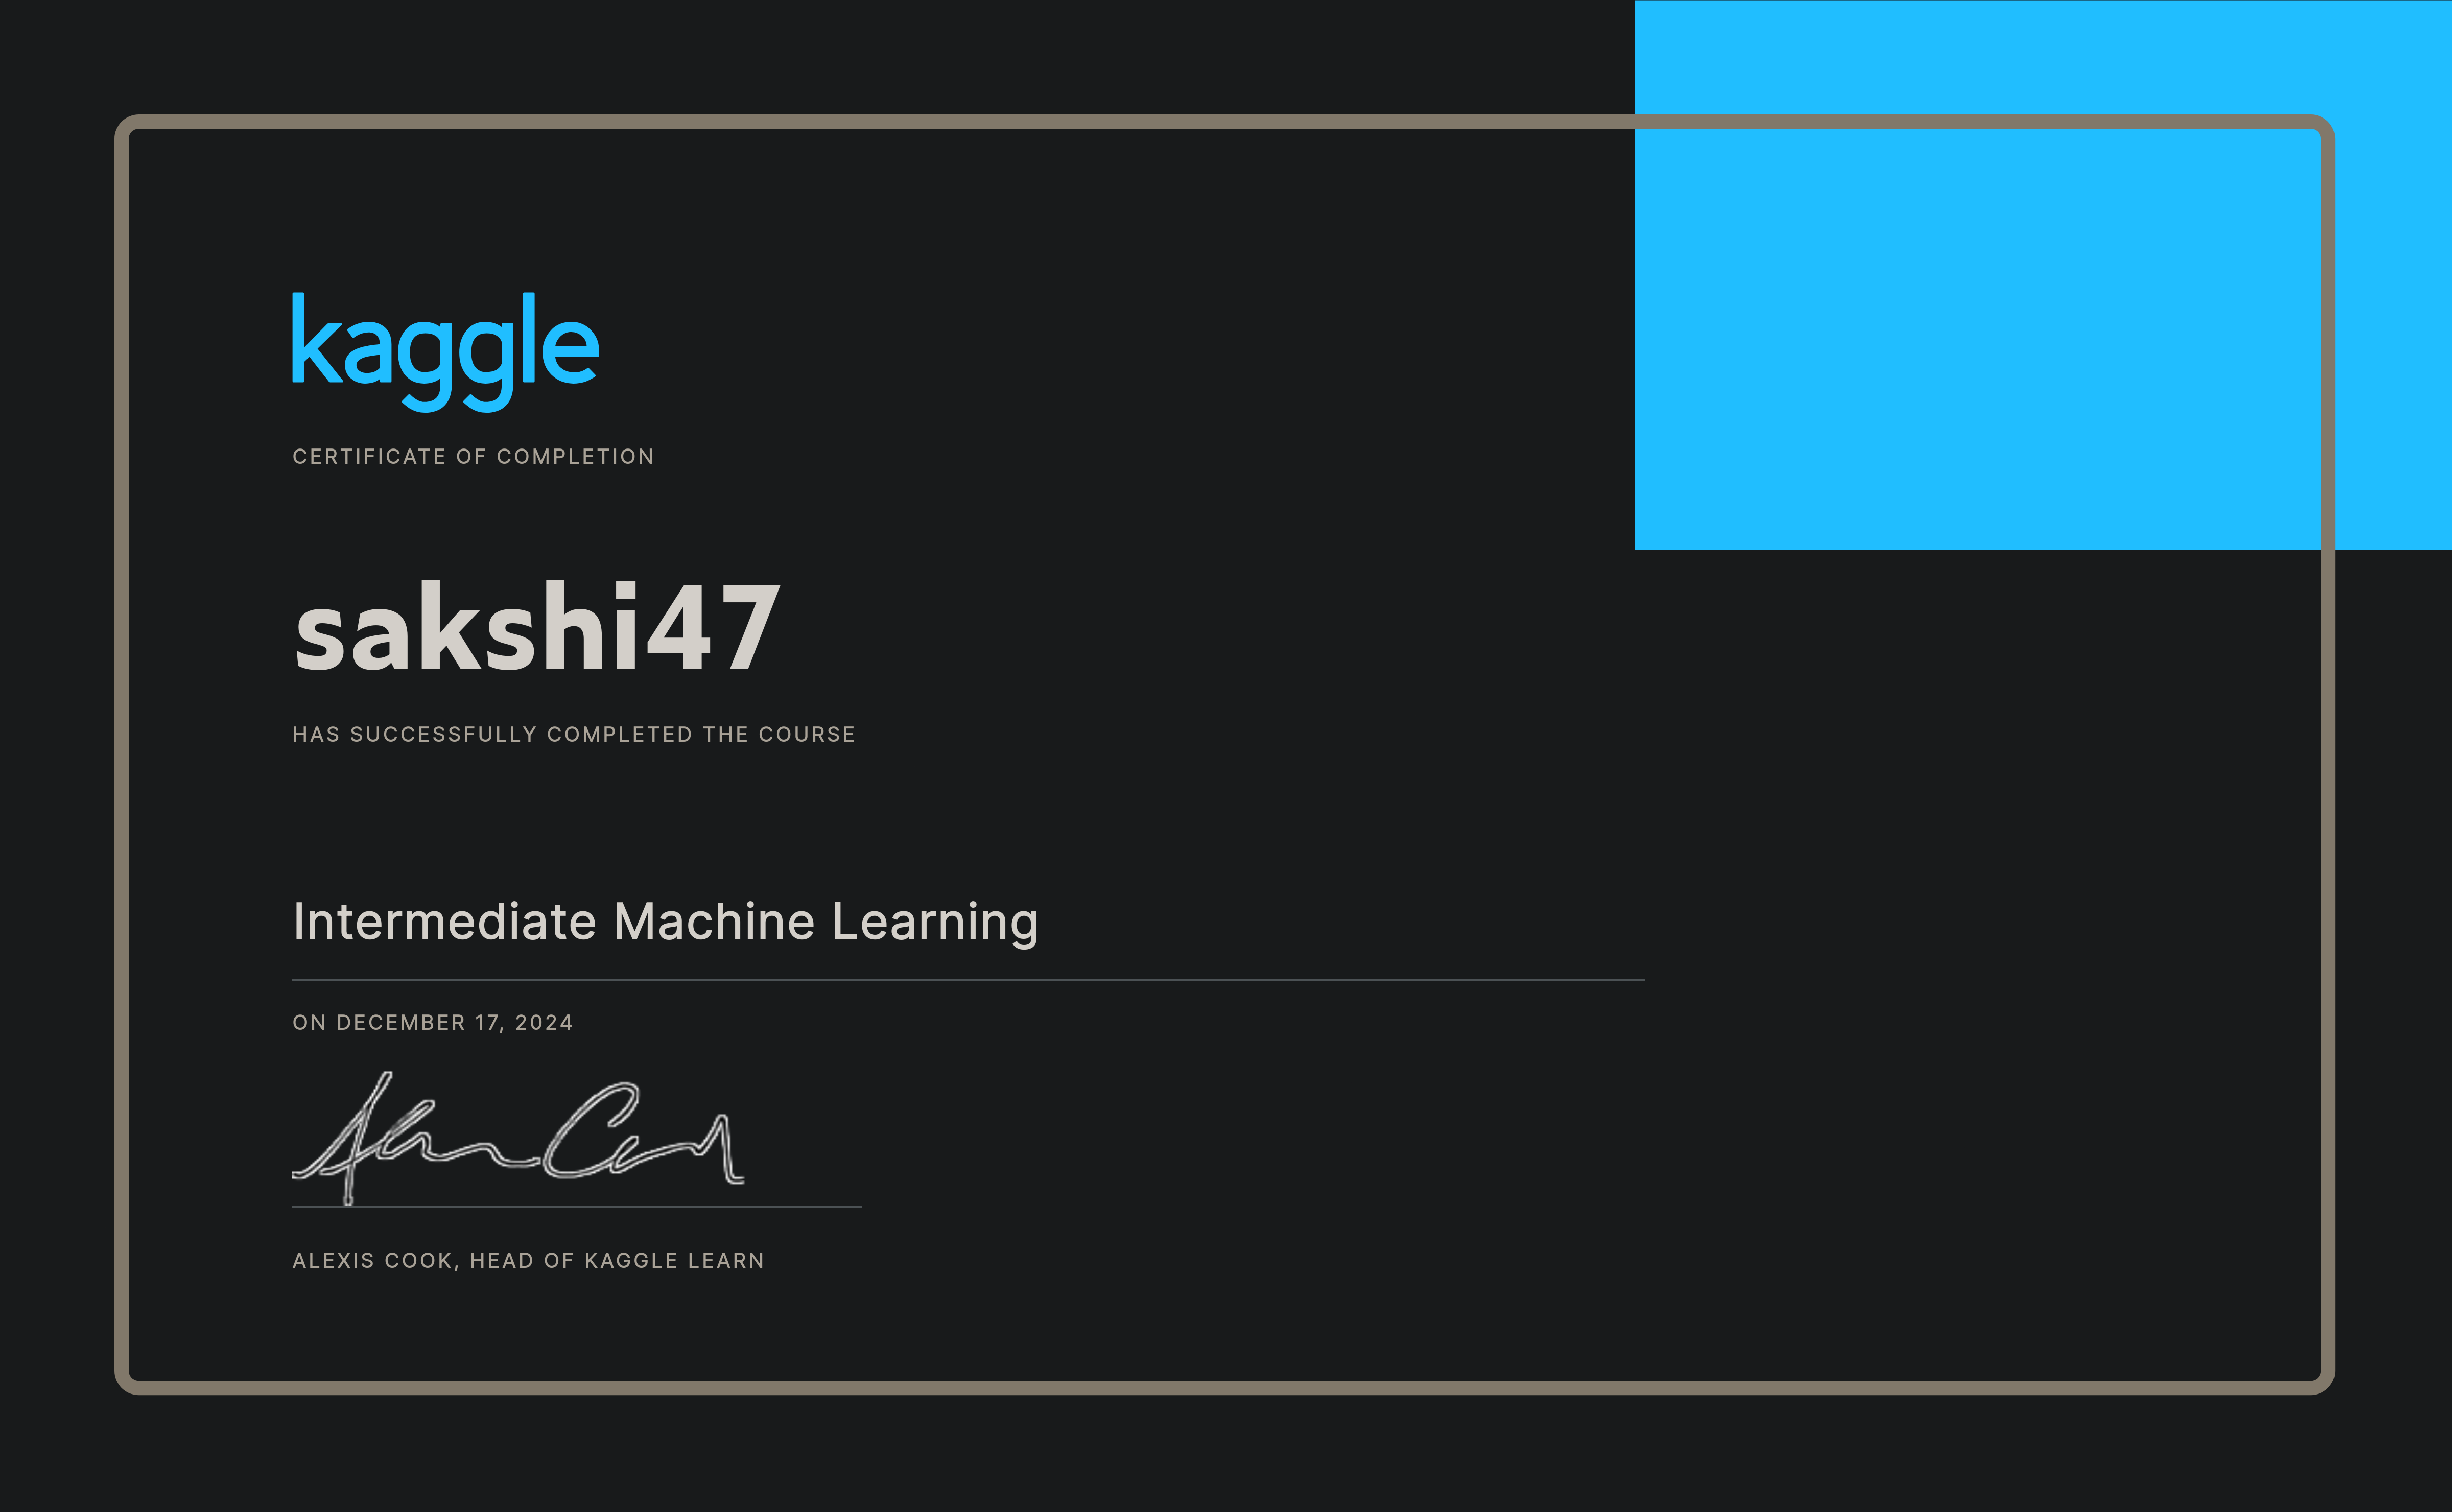 kaggle
CERTIFICATE OF COMPLETION
sakshi47
HAS SUCCESSFULLY COMPLETED THE COURSE
Intermediate Machine Learning
ON DECEMBER 17, 2024
ALEXIS COOK, HEAD OF KAGGLE LEARN